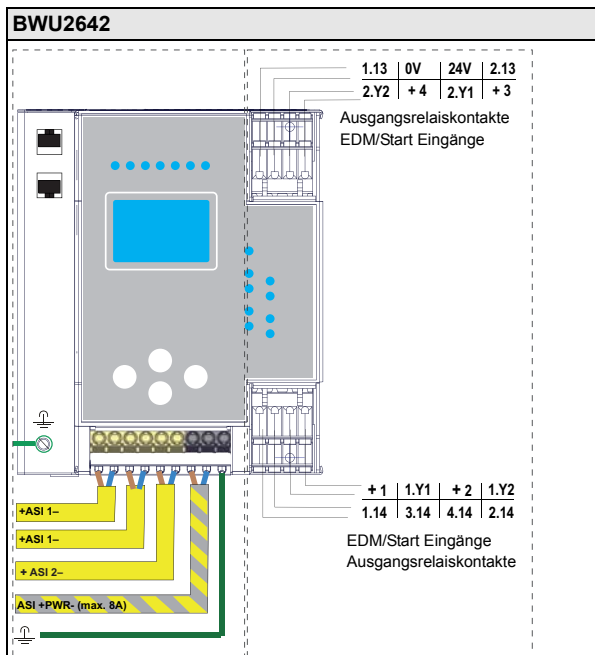 BWU2642
1.13 0V 24V 2.13
2.Y2 + 4 2.Y1 + 3
Ausgangsrelaiskontakte
EDM/Start Eingänge
+ 1 1.Y1 + 2 1.Y2
1.14 3.14 4.14 2.14
EDM/Start Eingänge
Ausgangsrelaiskontakte
+ASI 1–
+ASI 1–
+ ASI 2–
ASI +PWR- (max. 8A)